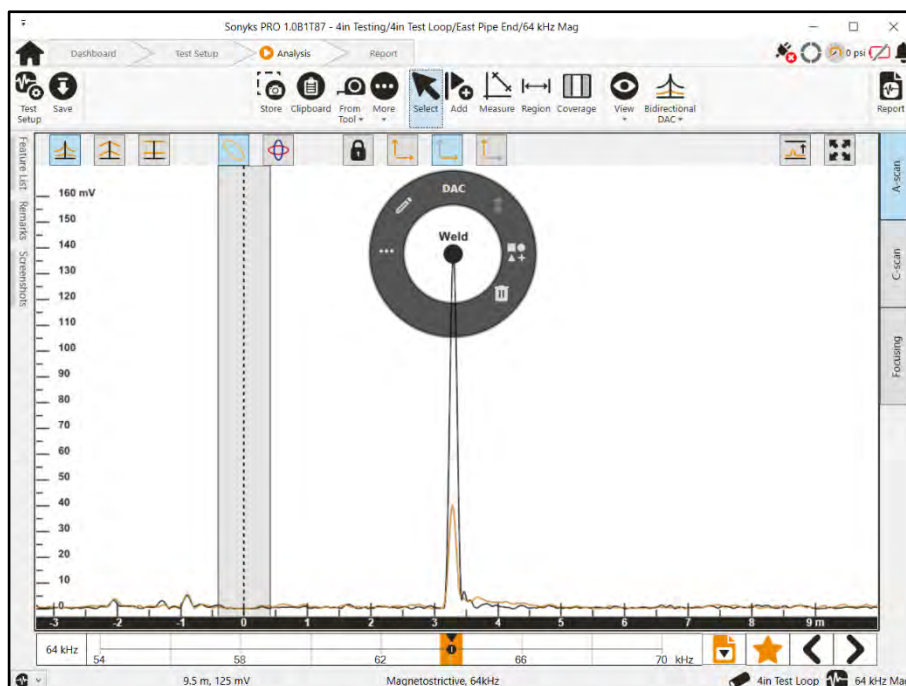 Sonyks PRO 1.0B1T87 - 4in Testing/4in Test Loop/East Pipe End/64 kHz Mag
Dashboard Test Setup Analysis Report
0 psi
Test Setup Save Store Clipboard From Tool More Select Add Measure Region Coverage View Bidirectional DAC Report
Feature List
Remarks
Screenshots
A-scan
C-scan
Focusing
DAC
Weld
160 mV
150
140
130
120
110
100
90
80
70
60
50
40
30
20
10
0
-3 -2 -1 0 1 2 3 4 5 6 7 8 9 m
64 kHz 54 58 62 66 70 kHz
9.5 m, 125 mV Magnetostrictive, 64kHz 4in Test Loop 64 kHz Mag